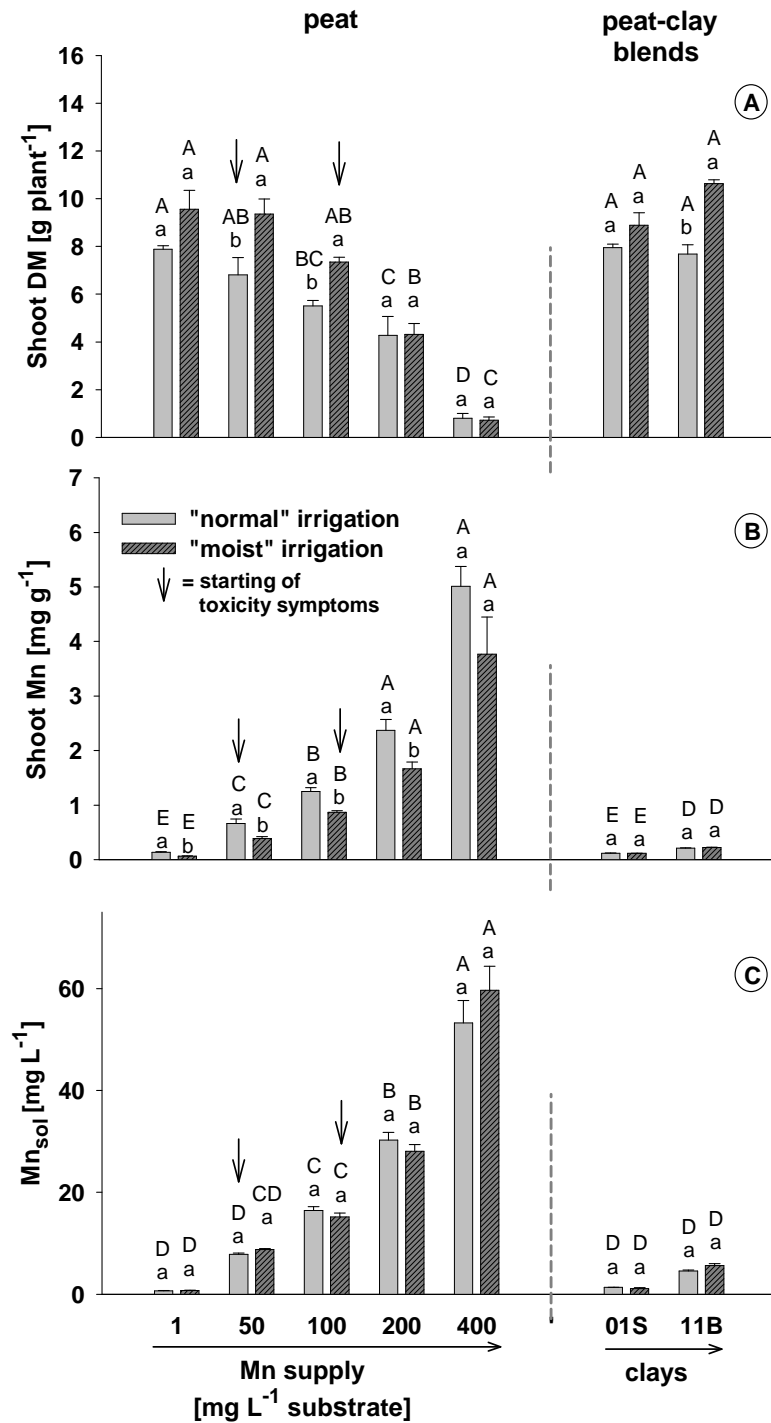 peat
peat-clay
blends
16
14
12
10
8
6
4
2
0
Shoot DM [g plant⁻¹]
A
A
a
A
a
AB
b
A
a
BC
b
AB
a
C
a
B
a
D
a
C
a
A
a
A
a
A
b
A
a
7
6
5
4
3
2
1
0
Shoot Mn [mg g⁻¹]
B
"normal" irrigation
"moist" irrigation
= starting of
toxicity symptoms
E
a
E
b
C
a
C
b
B
a
B
b
A
a
A
b
A
a
A
a
E
a
E
a
D
a
D
a
60
40
20
0
Mnsol [mg L⁻¹]
C
D
a
D
a
D
a
CD
a
C
a
C
a
B
a
B
a
A
a
A
a
D
a
D
a
D
a
D
a
1 50 100 200 400 01S 11B
Mn supply
[mg L⁻¹ substrate]
clays